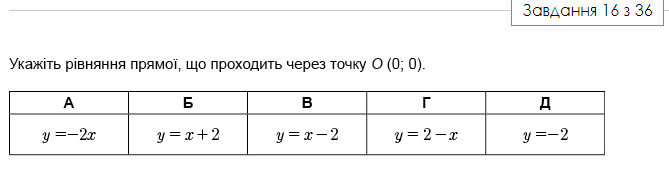 Завдання 16 з 36
Укажіть рівняння прямої, що проходить через точку O (0; 0).
А Б В Г Д
y =−2x y = x + 2 y = x − 2 y = 2 − x y =−2